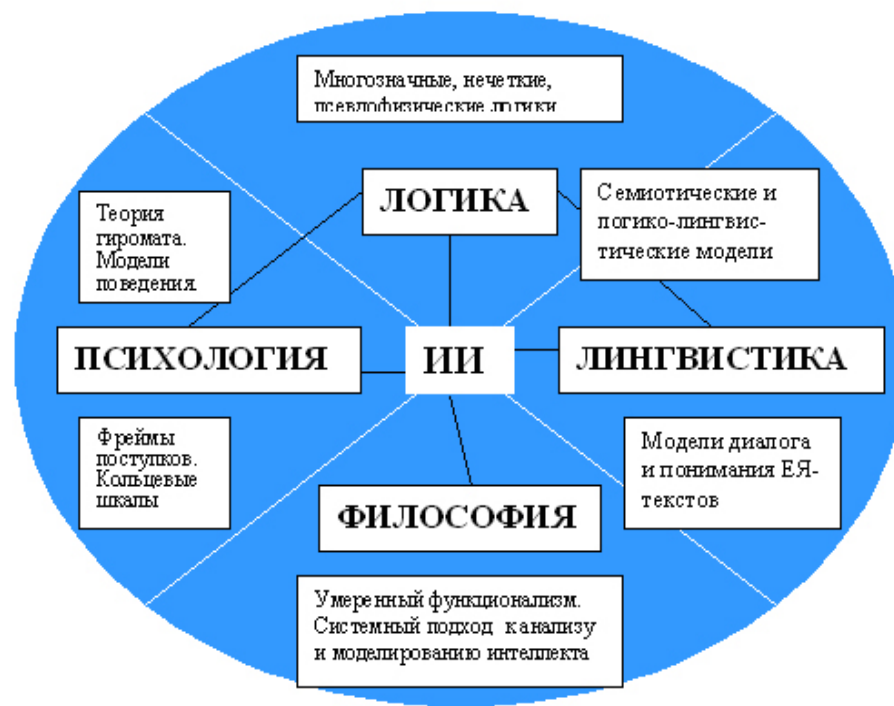 Многозначные, нечеткие,
псевдофизические логики
ЛОГИКА
Семиотические и
логико-лингвис-
тические модели
Теория
гиромата.
Модели
поведения
ПСИХОЛОГИЯ
ИИ
ЛИНГВИСТИКА
Фреймы
поступков.
Кольцевые
шкалы
Модели диалога
и понимания ЕЯ-
текстов
ФИЛОСОФИЯ
Умеренный функционализм.
Системный подход к анализу
и моделированию интеллекта